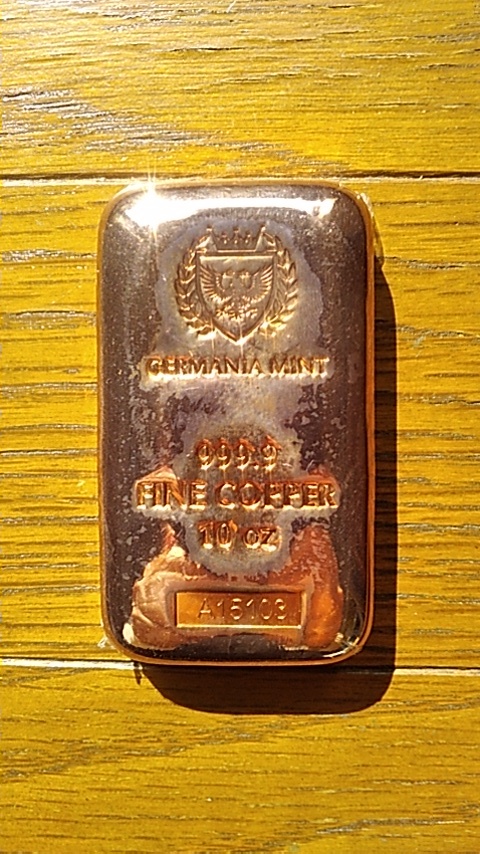 GERMANIA MINT
999.9
FINE COPPER
10 oz
A15103